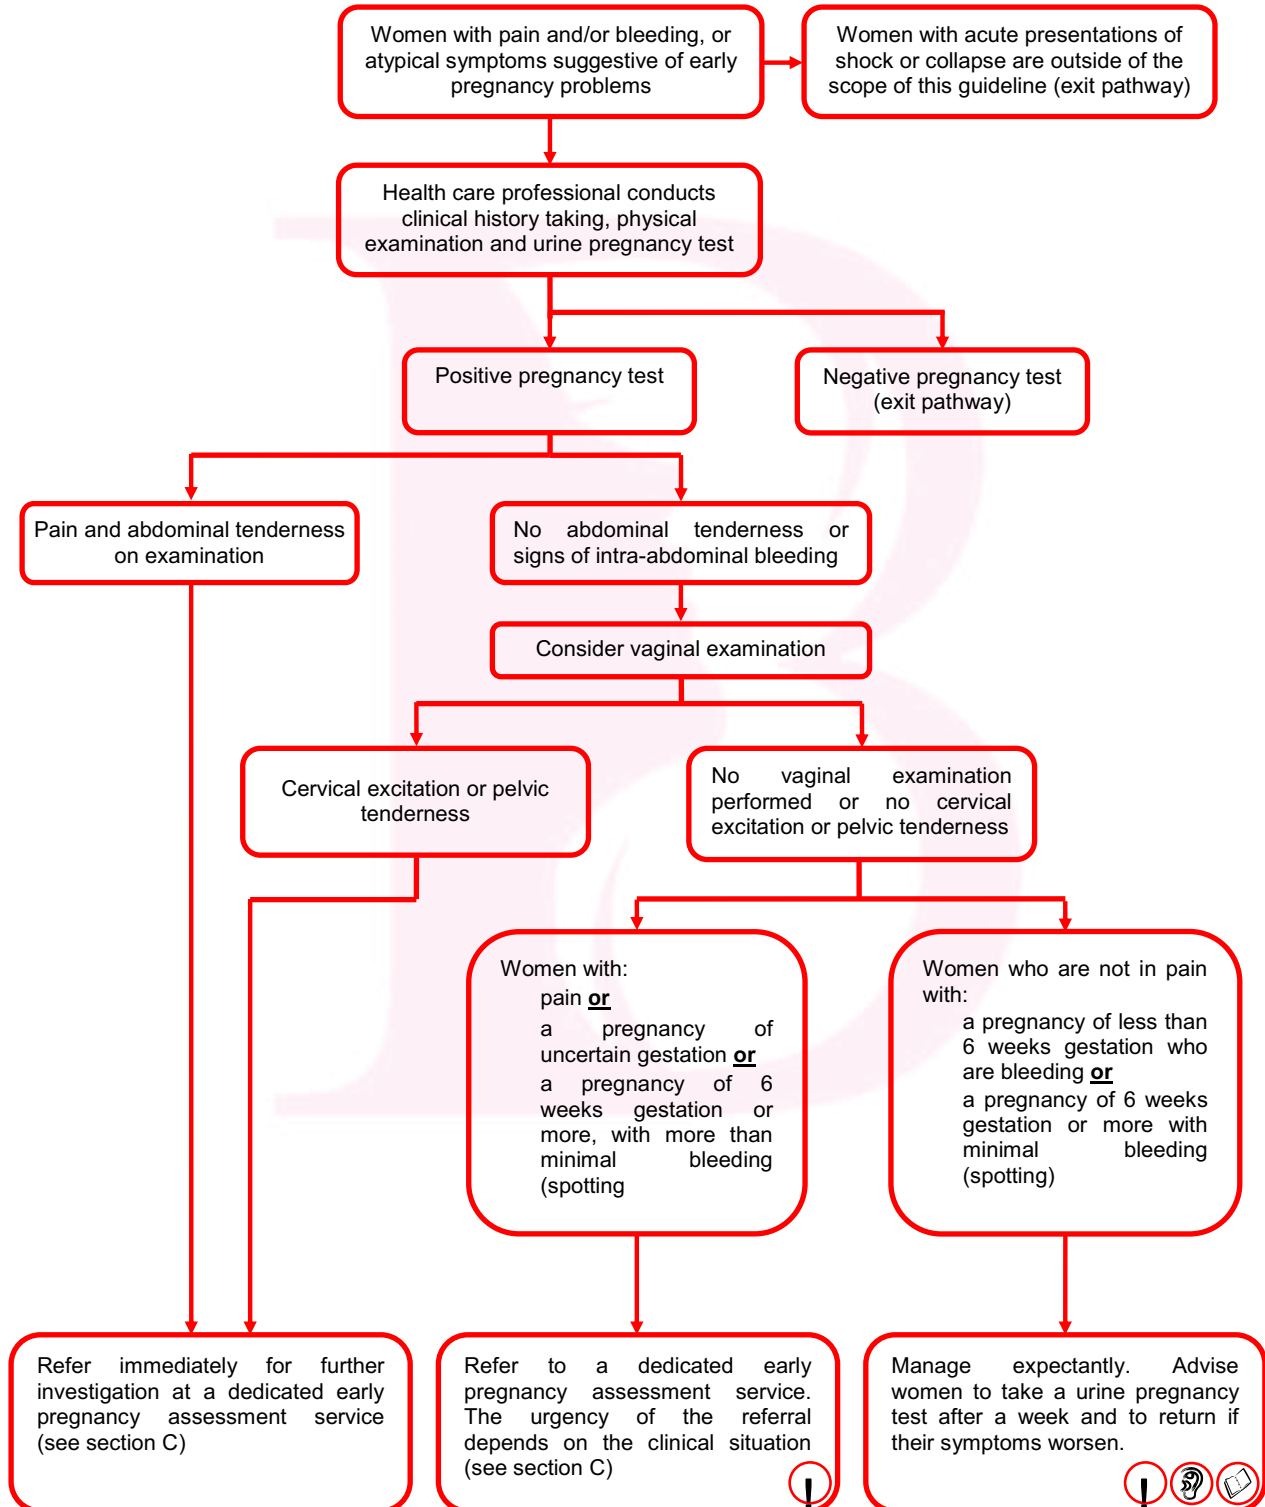 Women with pain and/or bleeding, or
atypical symptoms suggestive of early
pregnancy problems
Women with acute presentations of
shock or collapse are outside of the
scope of this guideline (exit pathway)
Health care professional conducts
clinical history taking, physical
examination and urine pregnancy test
Positive pregnancy test
Negative pregnancy test
(exit pathway)
Pain and abdominal tenderness
on examination
No abdominal tenderness or
signs of intra-abdominal bleeding
Consider vaginal examination
Cervical excitation or pelvic
tenderness
No vaginal examination
performed or no cervical
excitation or pelvic tenderness
Women with:
pain or
a pregnancy of
uncertain gestation or
a pregnancy of 6
weeks gestation or
more, with more than
minimal bleeding
(spotting
Women who are not in pain
with:
a pregnancy of less than
6 weeks gestation who
are bleeding or
a pregnancy of 6 weeks
gestation or more with
minimal bleeding
(spotting)
Refer immediately for further
investigation at a dedicated early
pregnancy assessment service
(see section C)
Refer to a dedicated early
pregnancy assessment service.
The urgency of the referral
depends on the clinical situation
(see section C)
!
Manage expectantly. Advise
women to take a urine pregnancy
test after a week and to return if
their symptoms worsen.
!
B